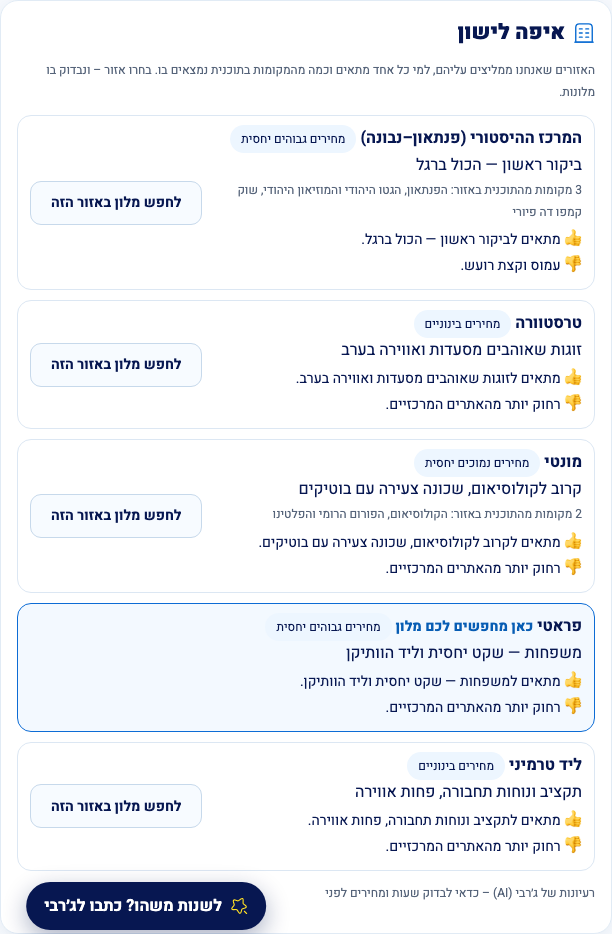 איפה לישון
האזורים שאנחנו ממליצים עליהם, למי כל אחד מתאים וכמה מהמקומות בתוכנית נמצאים בו. בחרו אזור – ונבדוק בו
מלונות.
המרכז ההיסטורי (פנתאון–נבונה) מחירים גבוהים יחסית
ביקור ראשון — הכול ברגל
3 מקומות מהתוכנית באזור: הפנתאון, הגטו היהודי והמוזיאון היהודי, שוק
קמפו דה פיורי
👍 מתאים לביקור ראשון — הכול ברגל.
👎 עמוס וקצת רועש.
לחפש מלון באזור הזה
טרסטוורה מחירים בינוניים
זוגות שאוהבים מסעדות ואווירה בערב
👍 מתאים לזוגות שאוהבים מסעדות ואווירה בערב.
👎 רחוק יותר מהאתרים המרכזיים.
לחפש מלון באזור הזה
מונטי מחירים נמוכים יחסית
קרוב לקולוסיאום, שכונה צעירה עם בוטיקים
2 מקומות מהתוכנית באזור: הקולוסיאום, הפורום הרומי והפלטינו
👍 מתאים לקרוב לקולוסיאום, שכונה צעירה עם בוטיקים.
👎 רחוק יותר מהאתרים המרכזיים.
לחפש מלון באזור הזה
פראטי כאן מחפשים לכם מלון מחירים גבוהים יחסית
משפחות — שקט יחסית וליד הוותיקן
👍 מתאים למשפחות — שקט יחסית וליד הוותיקן.
👎 רחוק יותר מהאתרים המרכזיים.
ליד טרמיני מחירים בינוניים
תקציב ונוחות תחבורה, פחות אווירה
👍 מתאים לתקציב ונוחות תחבורה, פחות אווירה.
👎 רחוק יותר מהאתרים המרכזיים.
לחפש מלון באזור הזה
רעיונות של ג׳רבי (AI) – כדאי לבדוק שעות ומחירים לפני
לשנות משהו? כתבו לג׳רבי